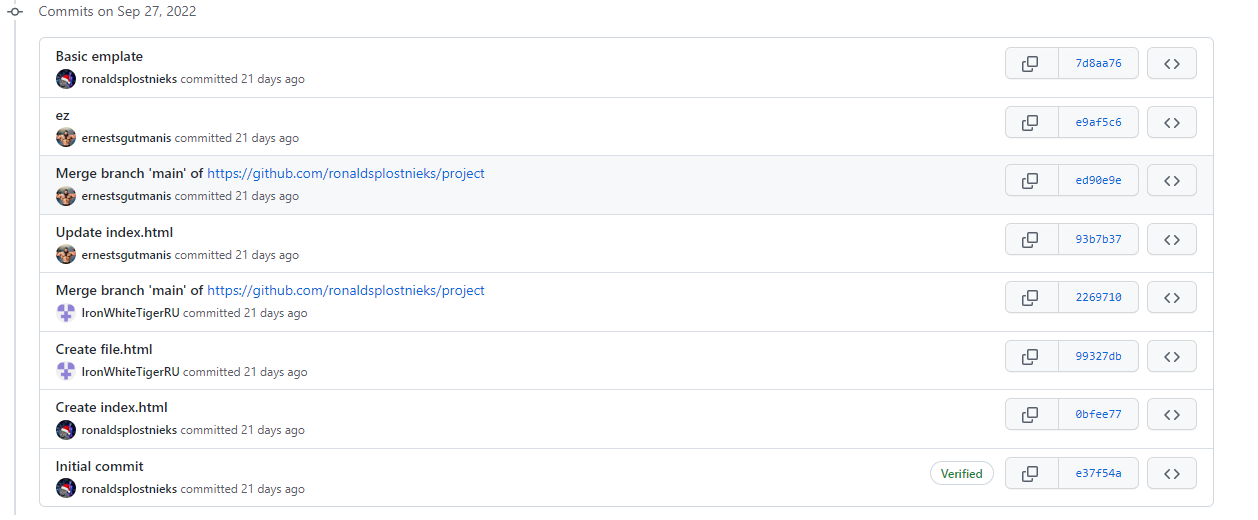 Commits on Sep 27, 2022
Basic emplate
ronaldsplostnieks committed 21 days ago
7d8aa76
ez
ernestsgutmanis committed 21 days ago
e9af5c6
Merge branch 'main' of https://github.com/ronaldsplostnieks/project
ernestsgutmanis committed 21 days ago
ed90e9e
Update index.html
ernestsgutmanis committed 21 days ago
93b7b37
Merge branch 'main' of https://github.com/ronaldsplostnieks/project
IronWhiteTigerRU committed 21 days ago
2269710
Create file.html
IronWhiteTigerRU committed 21 days ago
99327db
Create index.html
ronaldsplostnieks committed 21 days ago
0bfee77
Initial commit
ronaldsplostnieks committed 21 days ago
Verified
e37f54a